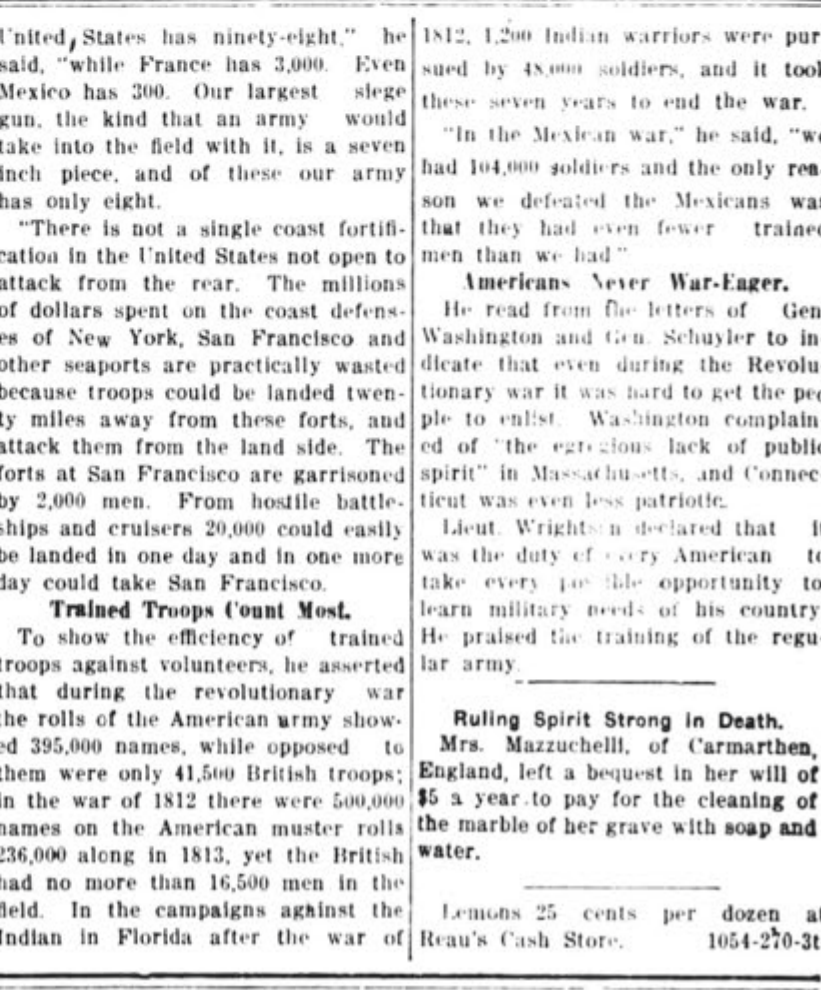 United, States has ninety-eight," he
said, "while France has 3,000. Even
Mexico has 300. Our largest siege
gun, the kind that an army would
take into the field with it, is a seven
inch piece, and of these our army
has only eight.
"There is not a single coast fortifi-
cation in the United States not open to
attack from the rear. The millions
of dollars spent on the coast defens-
es of New York, San Francisco and
other seaports are practically wasted
because troops could be landed twen-
ty miles away from these forts, and
attack them from the land side. The
forts at San Francisco are garrisoned
by 2,000 men. From hostile battle-
ships and cruisers 20,000 could easily
be landed in one day and in one more
day could take San Francisco.
Trained Troops Count Most.
To show the efficiency of trained
troops against volunteers, he asserted
that during the revolutionary war
the rolls of the American army show-
ed 395,000 names, while opposed to
them were only 41,500 British troops;
in the war of 1812 there were 500,000
names on the American muster rolls
236,000 along in 1813, yet the British
had no more than 16,500 men in the
field. In the campaigns against the
Indian in Florida after the war of
1812, 1,200 Indian warriors were pur
sued by 48,000 soldiers, and it took
these seven years to end the war.
"In the Mexican war," he said, "we
had 104,000 soldiers and the only rea
son we defeated the Mexicans was
that they had even fewer trained
men than we had"
Americans Never War-Eager.
He read from the letters of Gen
Washington and Gen. Schuyler to in
dicate that even during the Revolu
tionary war it was hard to get the peo
ple to enlist. Washington complain
ed of "the egregious lack of public
spirit" in Massachusetts, and Connec
ticut was even less patriotic.
Lieut. Wrightson declared that it
was the duty of every American to
take every possible opportunity to
learn military needs of his country
He praised the training of the regu
lar army.
Ruling Spirit Strong in Death.
Mrs. Mazzuchelli, of Carmarthen,
England, left a bequest in her will of
$5 a year to pay for the cleaning of
the marble of her grave with soap and
water.
Lemons 25 cents per dozen at
Reau's Cash Store. 1054-270-3t